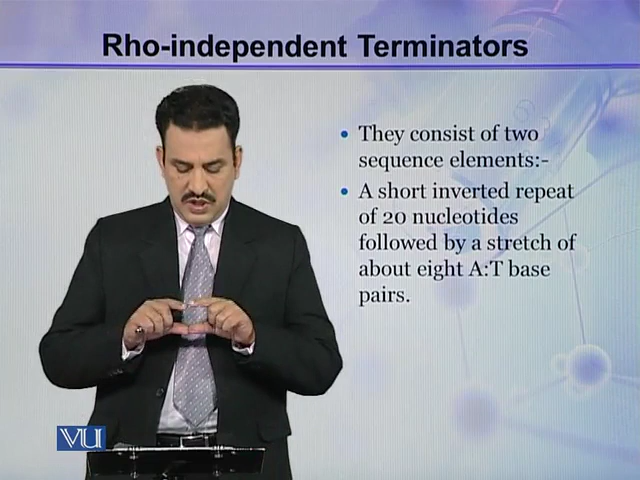 Rho-independent Terminators
• They consist of two
sequence elements:-
• A short inverted repeat
of 20 nucleotides
followed by a stretch of
about eight A:T base
pairs.
VU